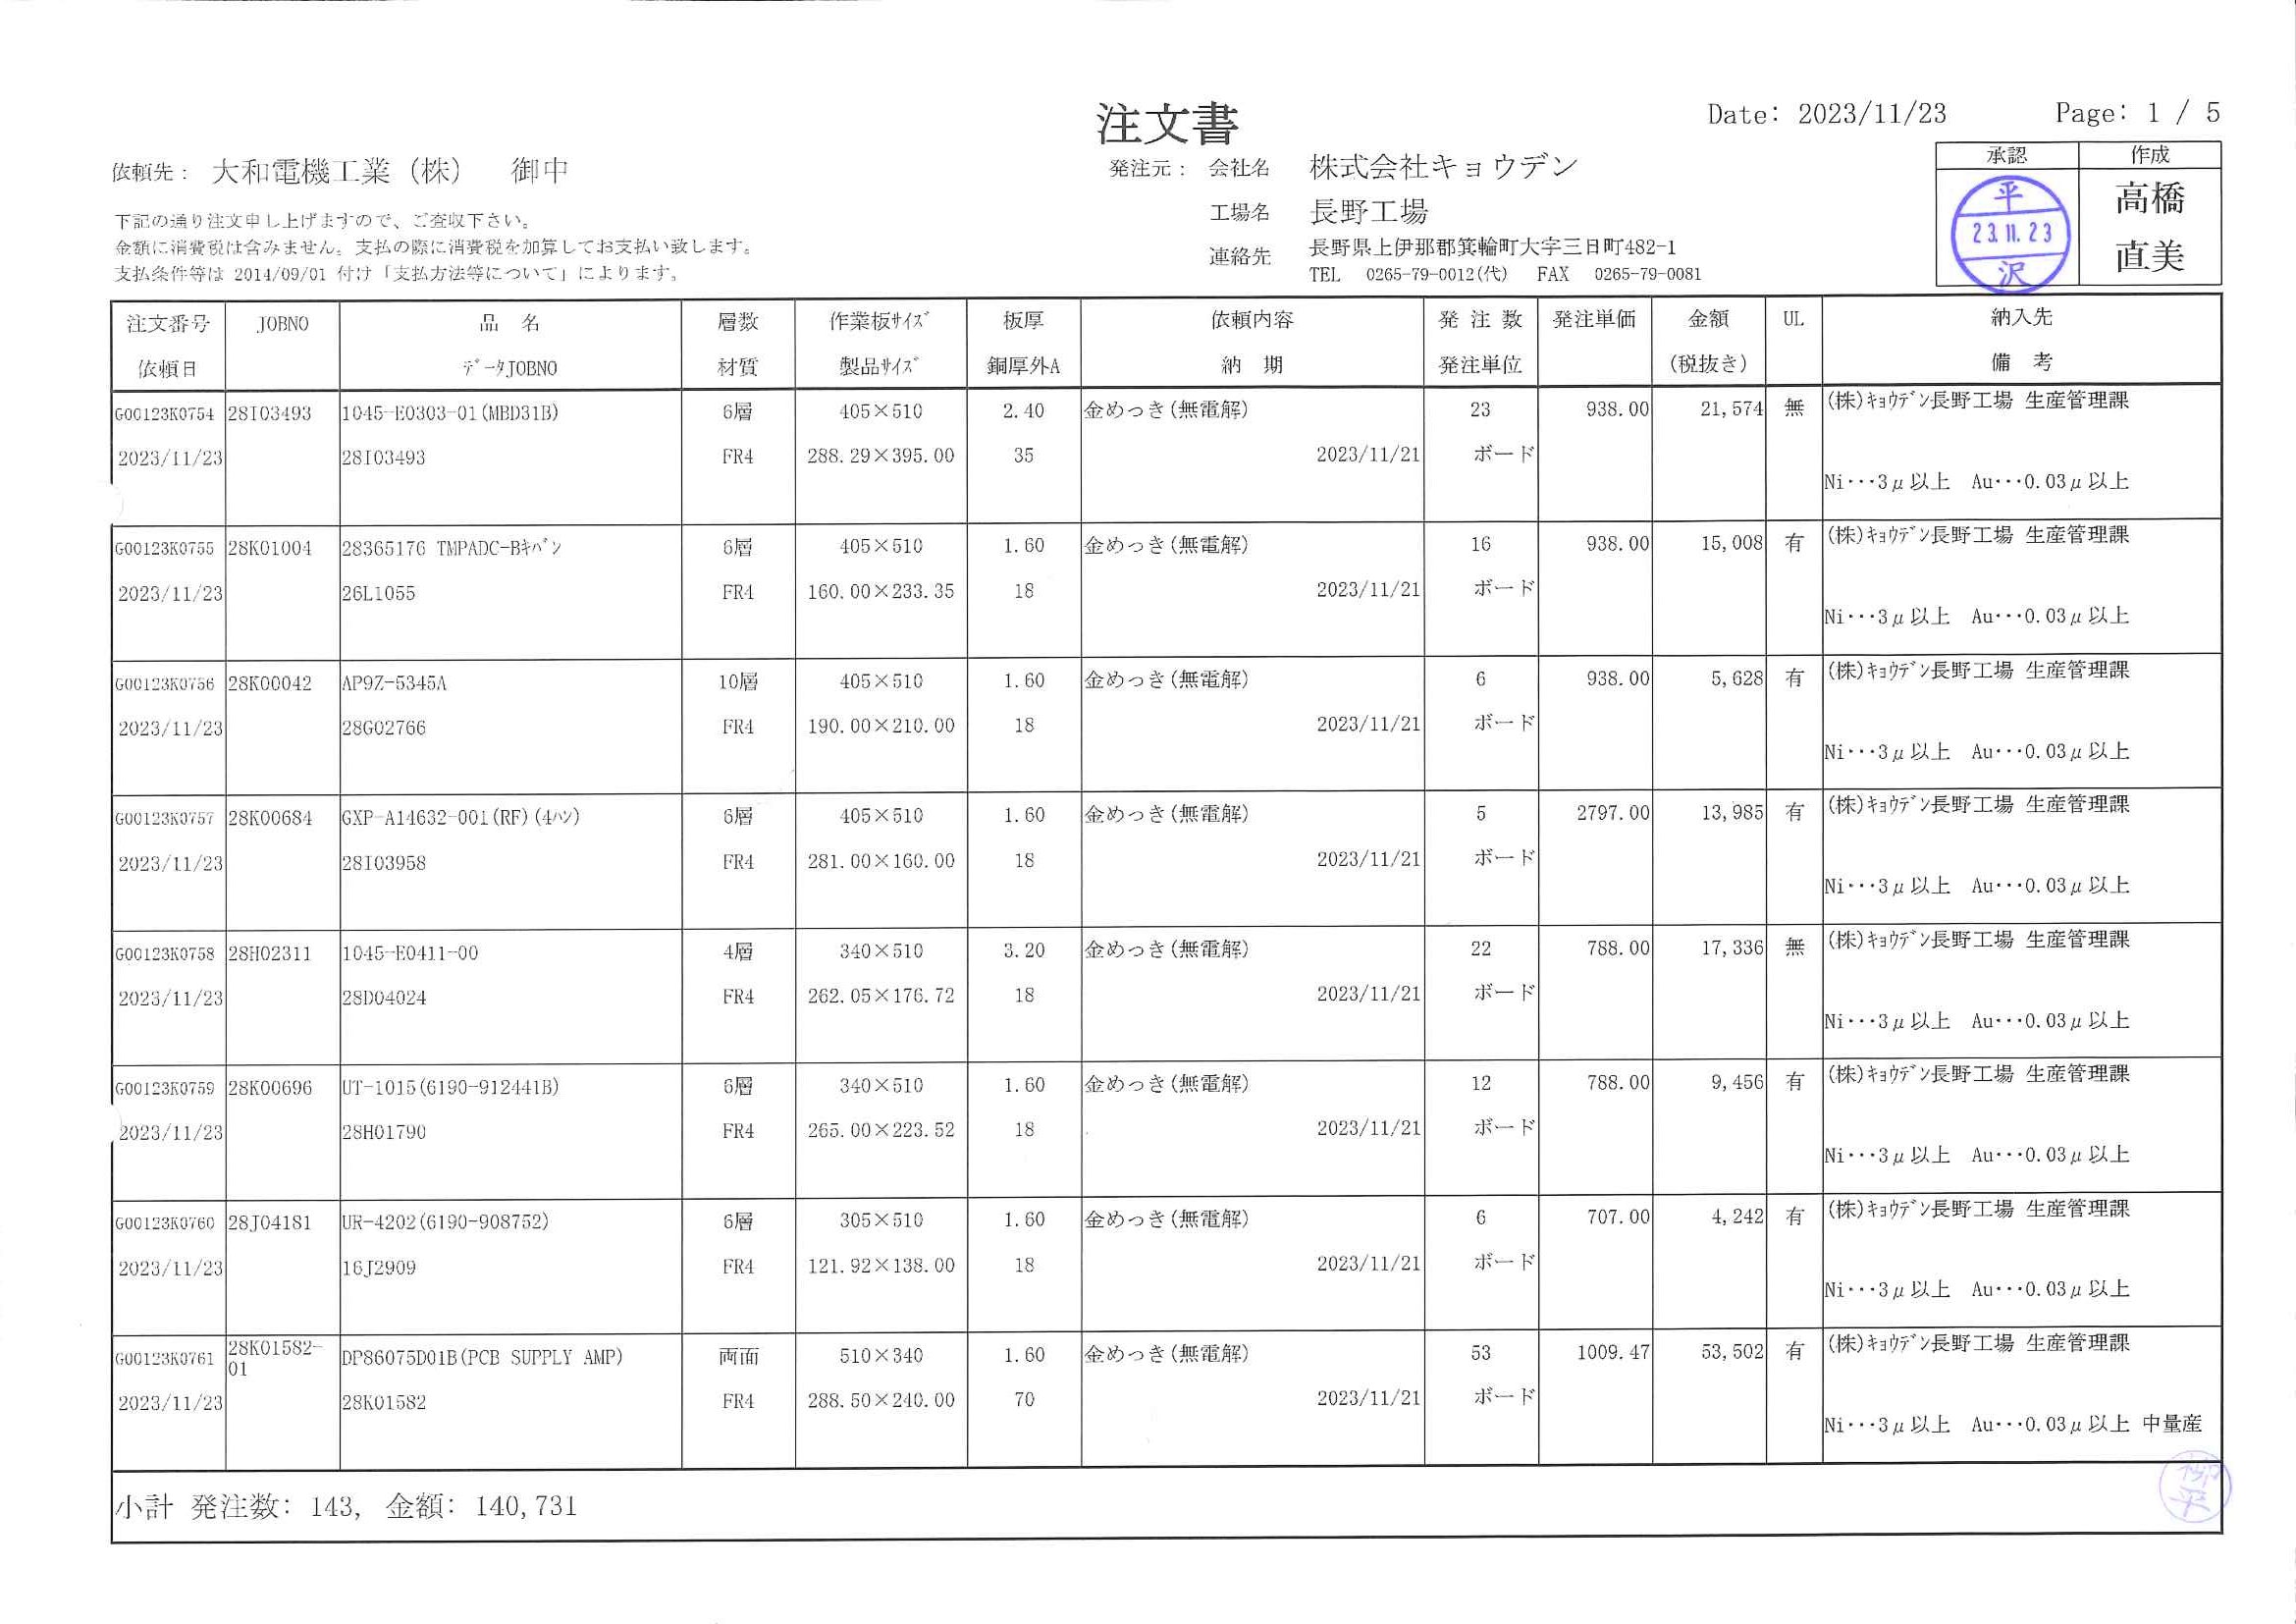 注文書
Date: 2023/11/23 Page: 1 / 5
依頼先： 大和電機工業（株） 御中
発注元： 会社名 株式会社キョウデン
工場名 長野工場
連絡先 長野県上伊那郡箕輪町大字三日町482-1
TEL 0265-79-0012(代) FAX 0265-79-0081
承認 作成
平 23.11.23 沢
高橋
直美
下記の通り注文申し上げますので、ご査収下さい。
金額に消費税は含みません。支払の際に消費税を加算してお支払い致します。
支払条件等は 2014/09/01 付け「支払方法等について」によります。
注文番号 JOBNO 品 名 層数 作業板ｻｲｽﾞ 板厚 依頼内容 発 注 数 発注単価 金額 UL 納入先
依頼日 ﾃﾞｰﾀJOBNO 材質 製品ｻｲｽﾞ 銅厚外A 納 期 発注単位 (税抜き) 備 考
G00123K0754 28I03493 1045-E0303-01(MBD31B) 6層 405×510 2.40 金めっき(無電解) 23 938.00 21,574 無 (株)ｷｮｳﾃﾞﾝ長野工場 生産管理課
2023/11/23 28I03493 FR4 288.29×395.00 35 2023/11/21 ボード
Ni･･･3μ以上 Au･･･0.03μ以上
G00123K0755 28K01004 28365176 TMPADC-Bｷﾊﾞﾝ 6層 405×510 1.60 金めっき(無電解) 16 938.00 15,008 有 (株)ｷｮｳﾃﾞﾝ長野工場 生産管理課
2023/11/23 26L1055 FR4 160.00×233.35 18 2023/11/21 ボード
Ni･･･3μ以上 Au･･･0.03μ以上
G00123K0756 28K00042 AP9Z-5345A 10層 405×510 1.60 金めっき(無電解) 6 938.00 5,628 有 (株)ｷｮｳﾃﾞﾝ長野工場 生産管理課
2023/11/23 28G02766 FR4 190.00×210.00 18 2023/11/21 ボード
Ni･･･3μ以上 Au･･･0.03μ以上
G00123K0757 28K00684 GXP-A14632-001(RF)(4ﾊﾝ) 6層 405×510 1.60 金めっき(無電解) 5 2797.00 13,985 有 (株)ｷｮｳﾃﾞﾝ長野工場 生産管理課
2023/11/23 28I03958 FR4 281.00×160.00 18 2023/11/21 ボード
Ni･･･3μ以上 Au･･･0.03μ以上
G00123K0758 28H02311 1045-E0411-00 4層 340×510 3.20 金めっき(無電解) 22 788.00 17,336 無 (株)ｷｮｳﾃﾞﾝ長野工場 生産管理課
2023/11/23 28D04024 FR4 262.05×176.72 18 2023/11/21 ボード
Ni･･･3μ以上 Au･･･0.03μ以上
G00123K0759 28K00696 UT-1015(6190-912441B) 6層 340×510 1.60 金めっき(無電解) 12 788.00 9,456 有 (株)ｷｮｳﾃﾞﾝ長野工場 生産管理課
2023/11/23 28H01790 FR4 265.00×223.52 18 2023/11/21 ボード
Ni･･･3μ以上 Au･･･0.03μ以上
G00123K0760 28J04181 UR-4202(6190-908752) 6層 305×510 1.60 金めっき(無電解) 6 707.00 4,242 有 (株)ｷｮｳﾃﾞﾝ長野工場 生産管理課
2023/11/23 16J2909 FR4 121.92×138.00 18 2023/11/21 ボード
Ni･･･3μ以上 Au･･･0.03μ以上
G00123K0761 28K01582-01 DP86075D01B(PCB SUPPLY AMP) 両面 510×340 1.60 金めっき(無電解) 53 1009.47 53,502 有 (株)ｷｮｳﾃﾞﾝ長野工場 生産管理課
2023/11/23 28K01582 FR4 288.50×240.00 70 2023/11/21 ボード
Ni･･･3μ以上 Au･･･0.03μ以上 中量産
小計 発注数: 143, 金額: 140,731
柳平